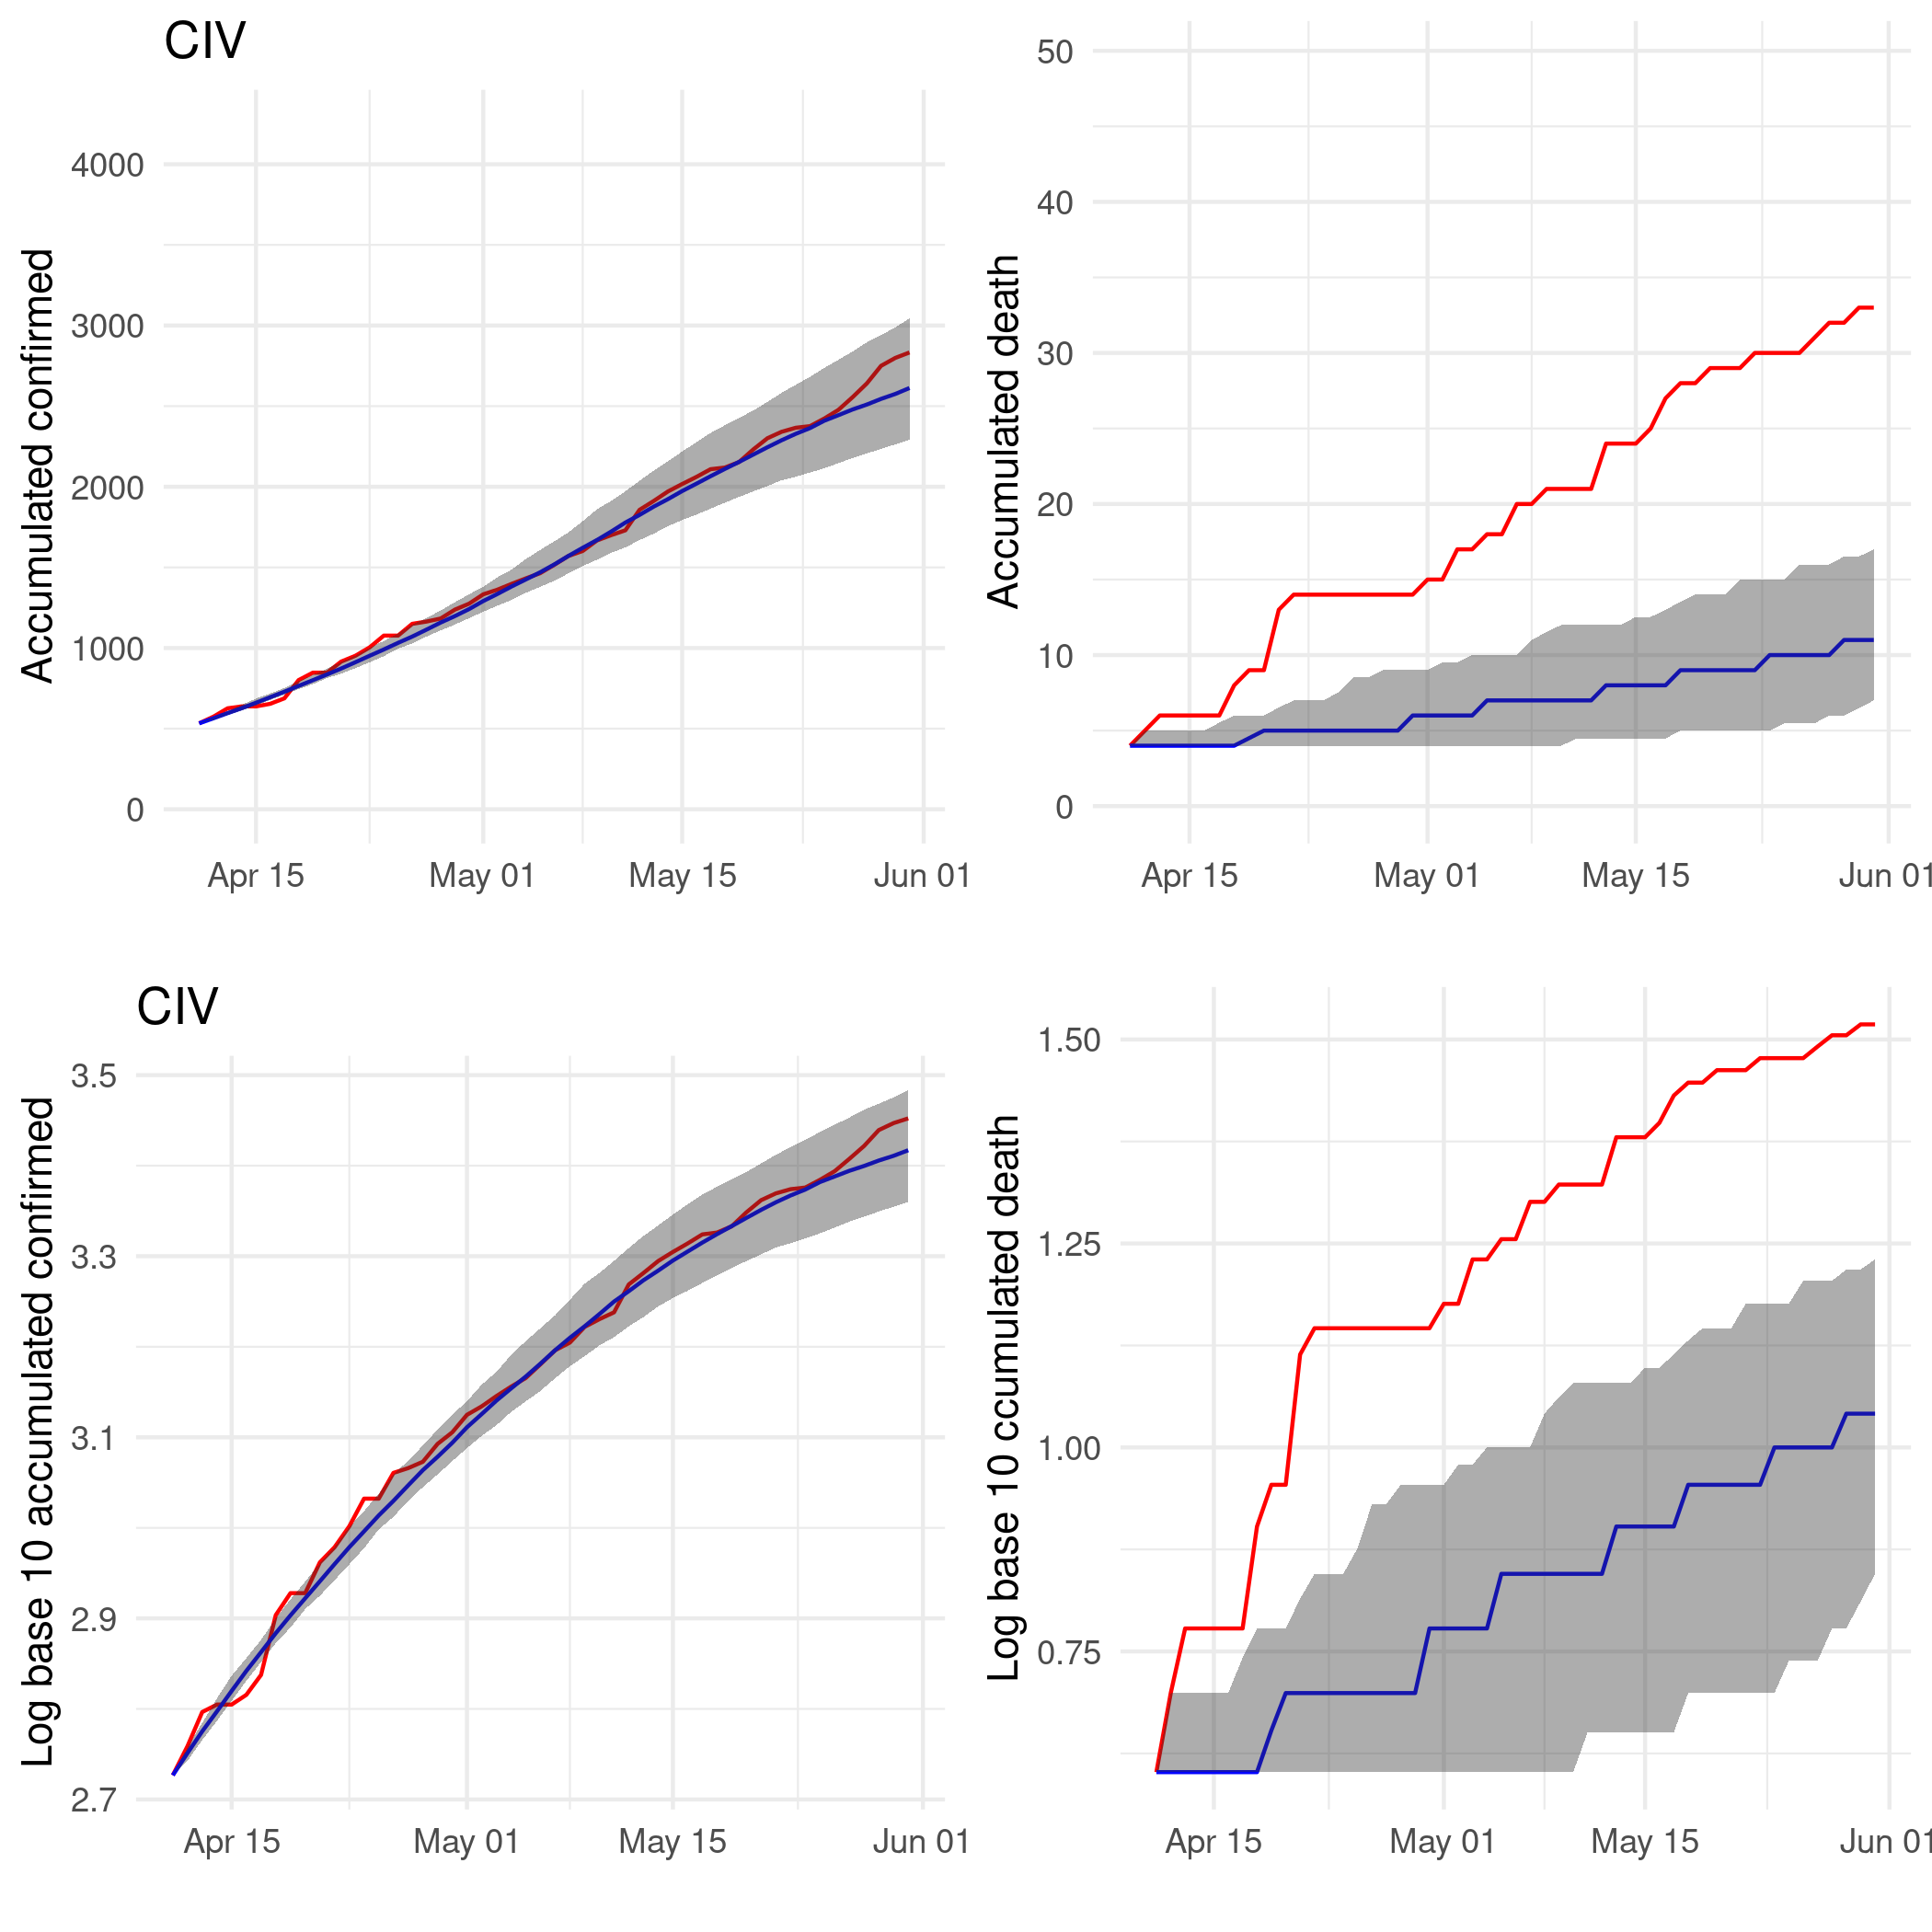 CIV
Accumulated confirmed
4000
3000
2000
1000
0
Apr 15
May 01
May 15
Jun 01
Accumulated death
50
40
30
20
10
0
Apr 15
May 01
May 15
Jun 01
CIV
Log base 10 accumulated confirmed
3.5
3.3
3.1
2.9
2.7
Apr 15
May 01
May 15
Jun 01
Log base 10 ccumulated death
1.50
1.25
1.00
0.75
Apr 15
May 01
May 15
Jun 01